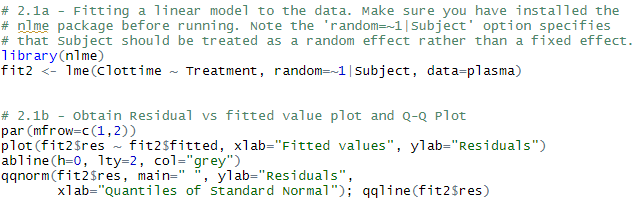 # 2.1a - Fitting a linear model to the data. Make sure you have installed the
# nlme package before running. Note the 'random=~1|Subject' option specifies
# that Subject should be treated as a random effect rather than a fixed effect.
library(nlme)
fit2 <- lme(Clottime ~ Treatment, random=~1|Subject, data=plasma)
# 2.1b - Obtain Residual vs fitted value plot and Q-Q Plot
par(mfrow=c(1,2))
plot(fit2$res ~ fit2$fitted, xlab="Fitted values", ylab="Residuals")
abline(h=0, lty=2, col="grey")
qqnorm(fit2$res, main=" ", ylab="Residuals",
xlab="Quantiles of Standard Normal"); qqline(fit2$res)